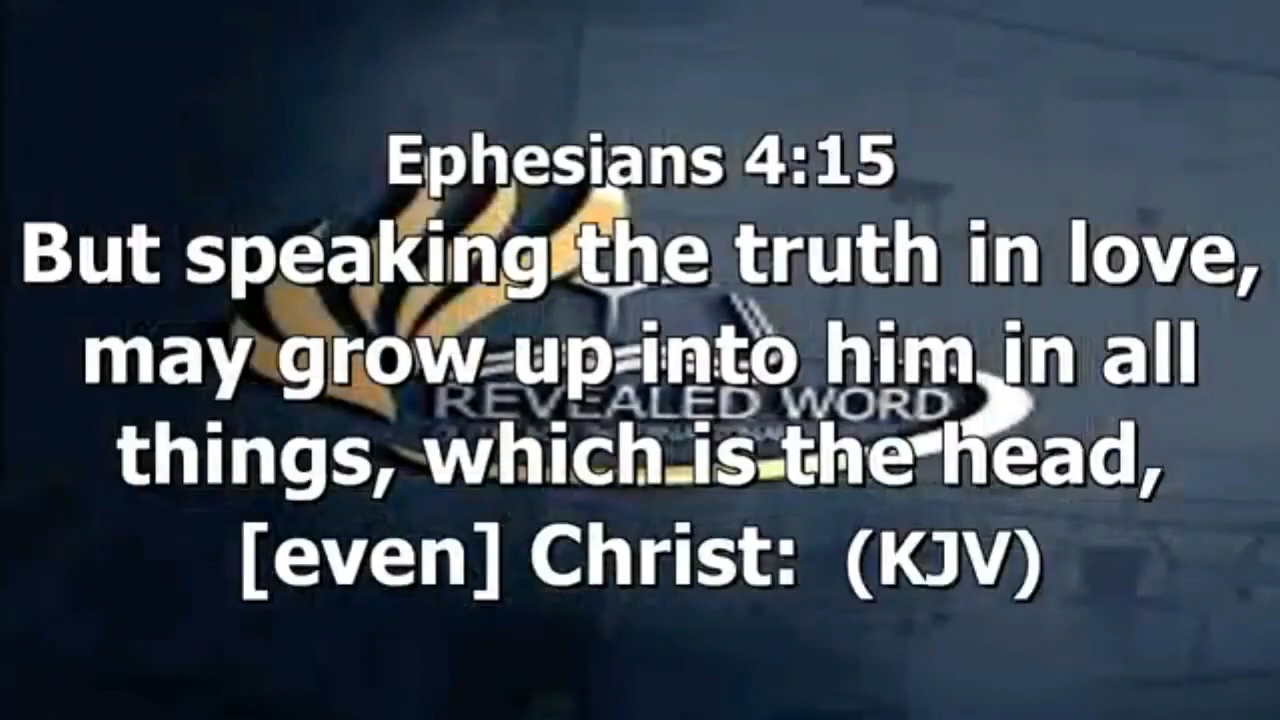 Ephesians 4:15
But speaking the truth in love,
may grow up into him in all
REVEALED WORD
things, which is the head,
[even] Christ: (KJV)